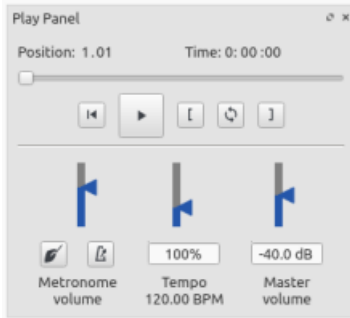 Play Panel
Position: 1.01 Time: 0: 00 :00
[ ]
100% -40.0 dB
Metronome volume
Tempo 120.00 BPM
Master volume